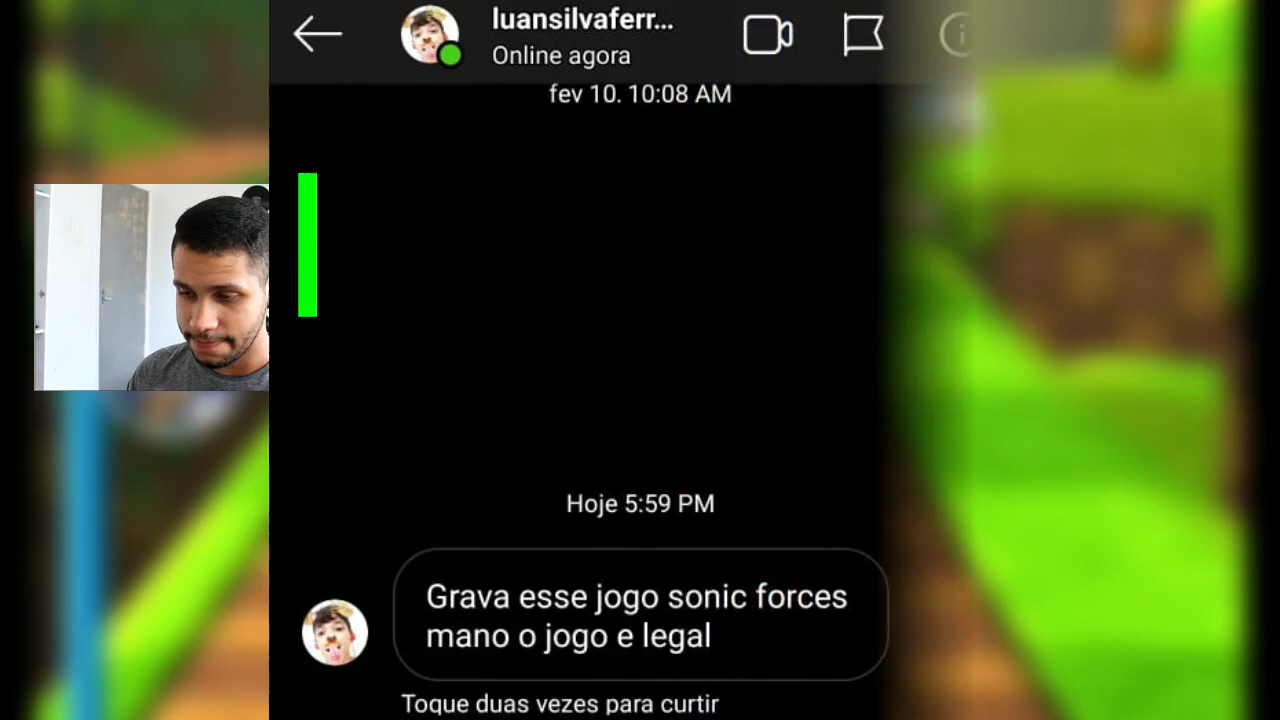 luansilvaferr...
Online agora
fev 10. 10:08 AM
Hoje 5:59 PM
Grava esse jogo sonic forces
mano o jogo e legal
Toque duas vezes para curtir